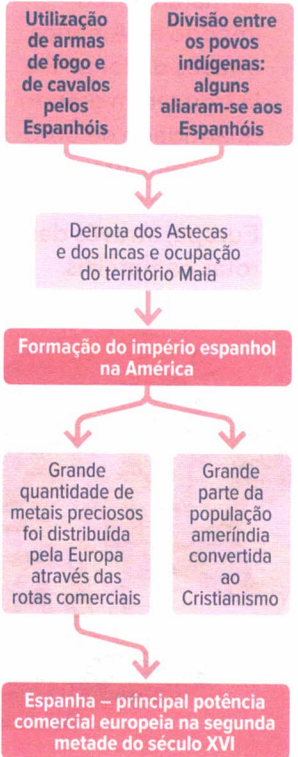 Utilização
de armas
de fogo e
de cavalos
pelos
Espanhóis
Divisão entre
os povos
indígenas:
alguns
aliaram-se aos
Espanhóis
Derrota dos Astecas
e dos Incas e ocupação
do território Maia
Formação do império espanhol
na América
Grande
quantidade de
metais preciosos
foi distribuída
pela Europa
através das
rotas comerciais
Grande
parte da
população
ameríndia
convertida
ao
Cristianismo
Espanha – principal potência
comercial europeia na segunda
metade do século XVI